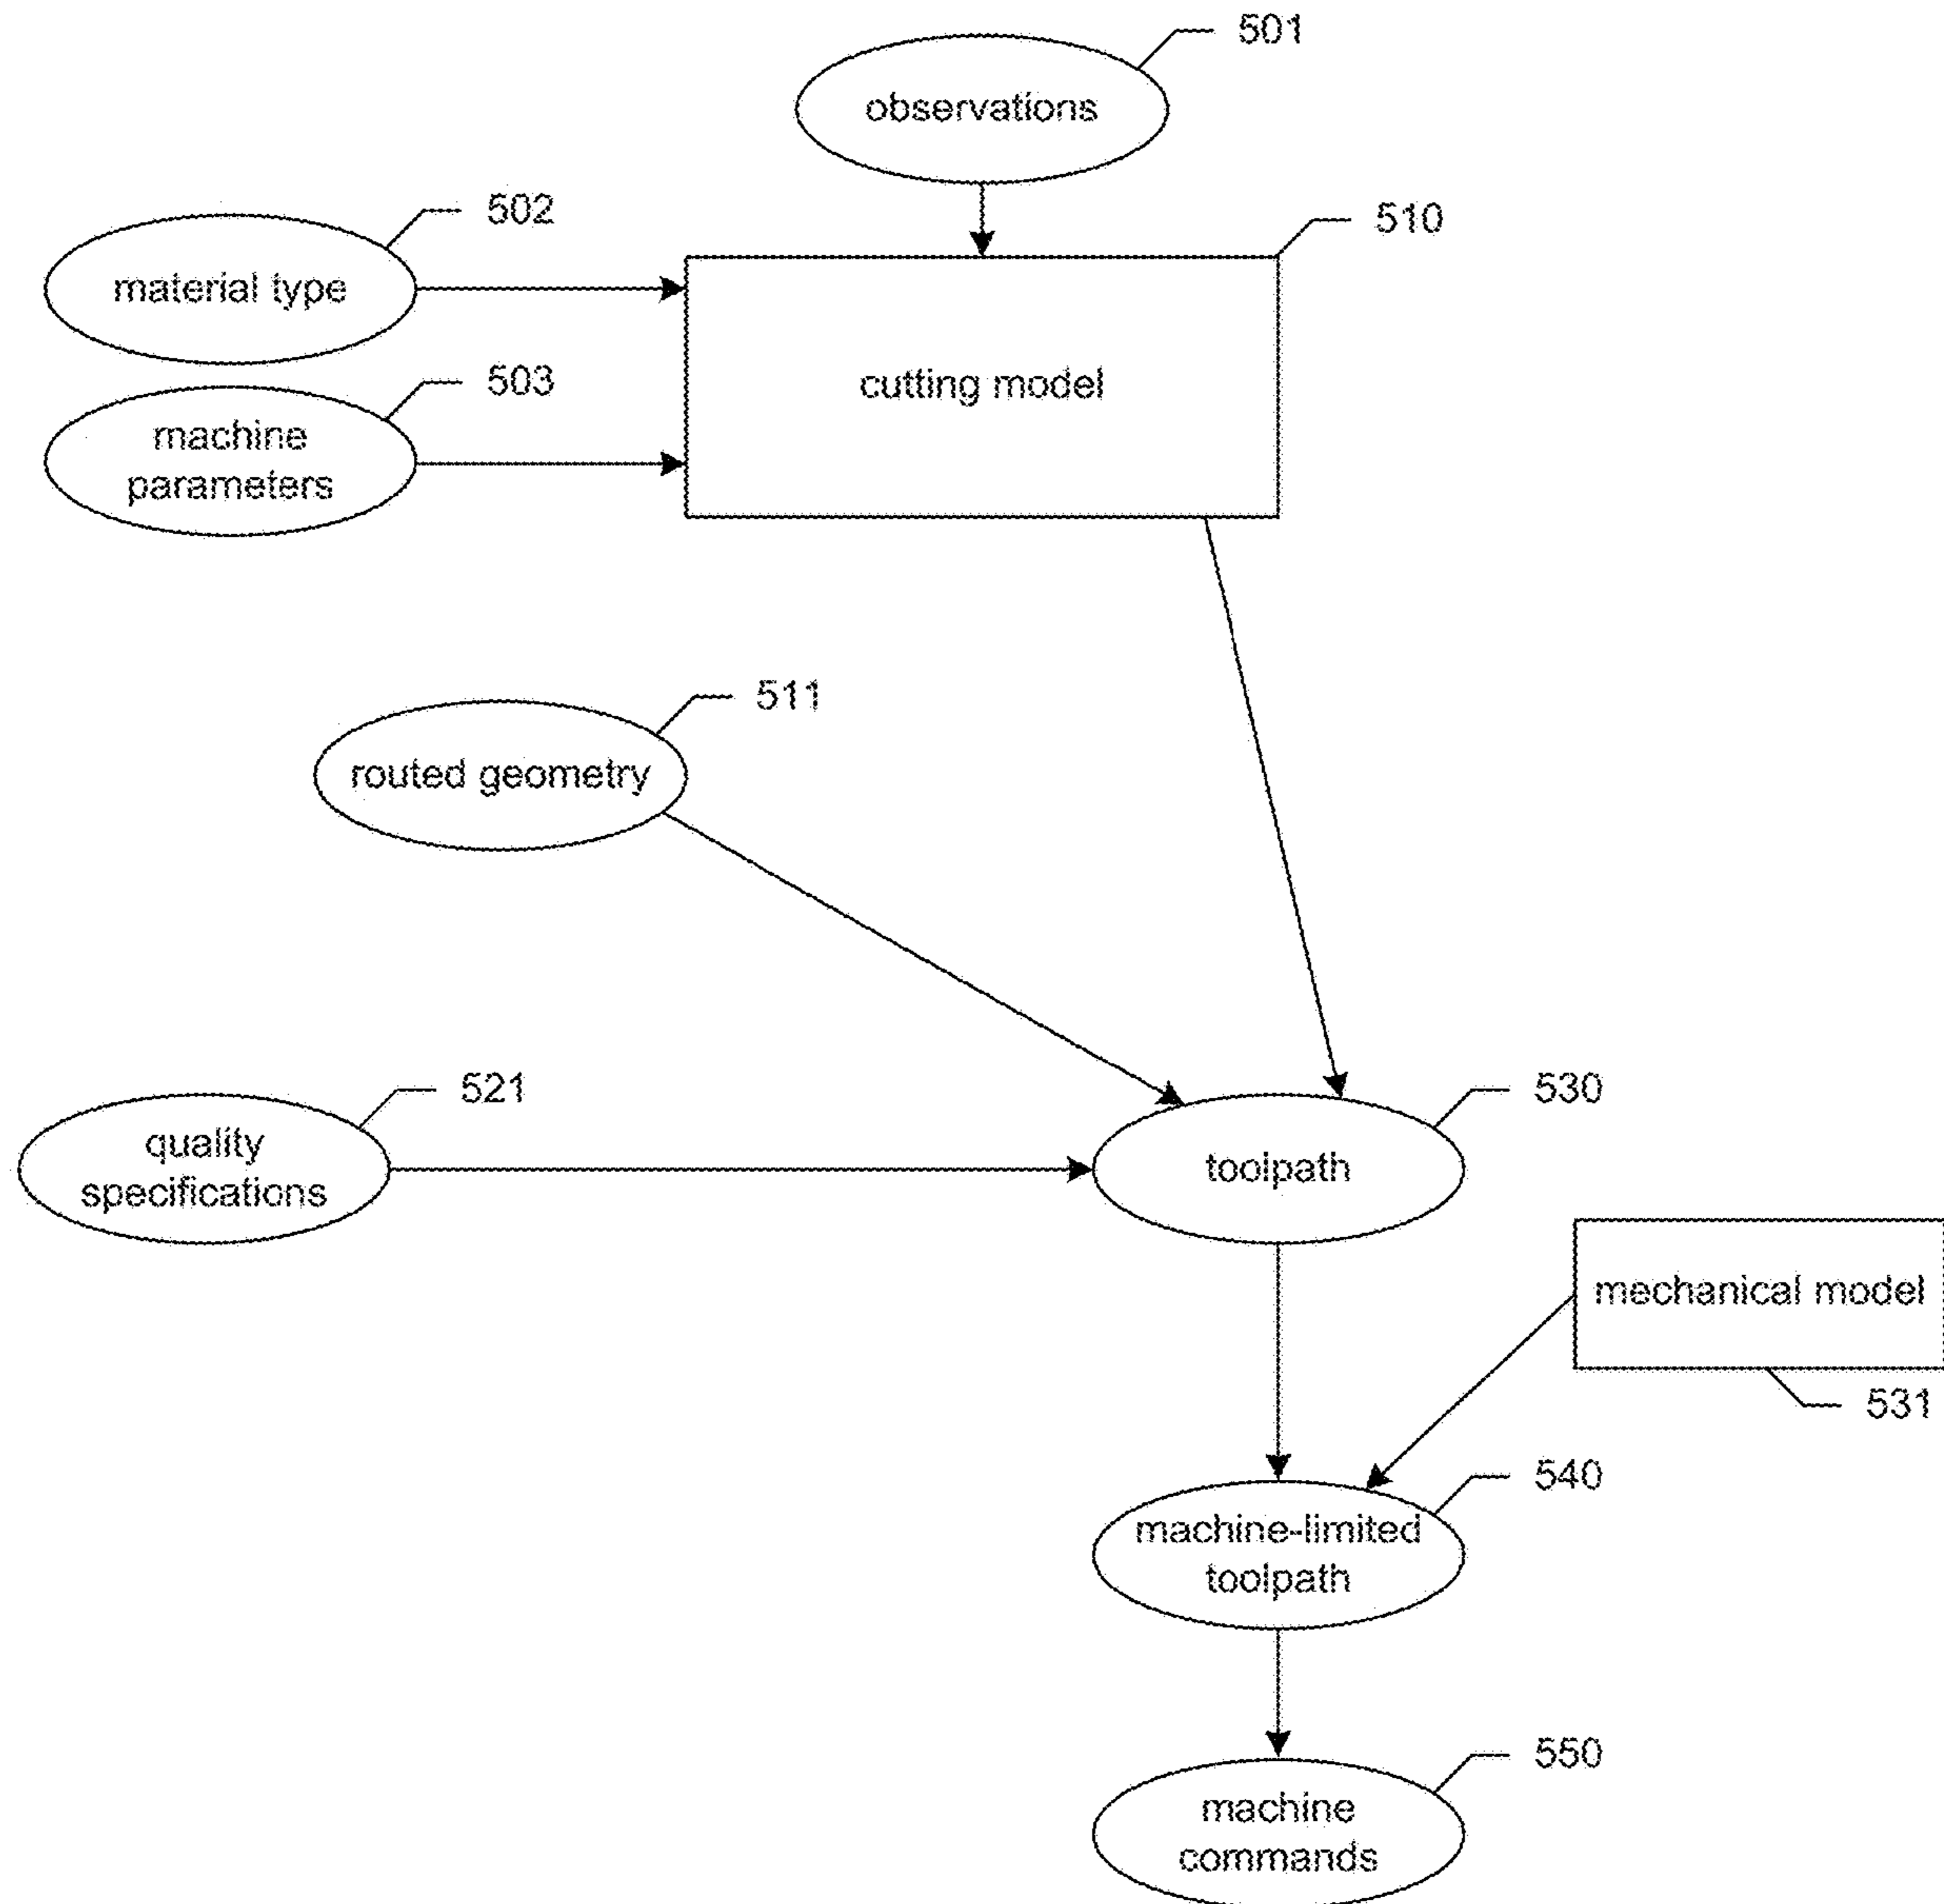 501
observations
502
material type
510
503
machine
parameters
cutting model
511
routed geometry
521
quality
specifications
530
toolpath
mechanical model
531
540
machine-limited
toolpath
550
machine
commands